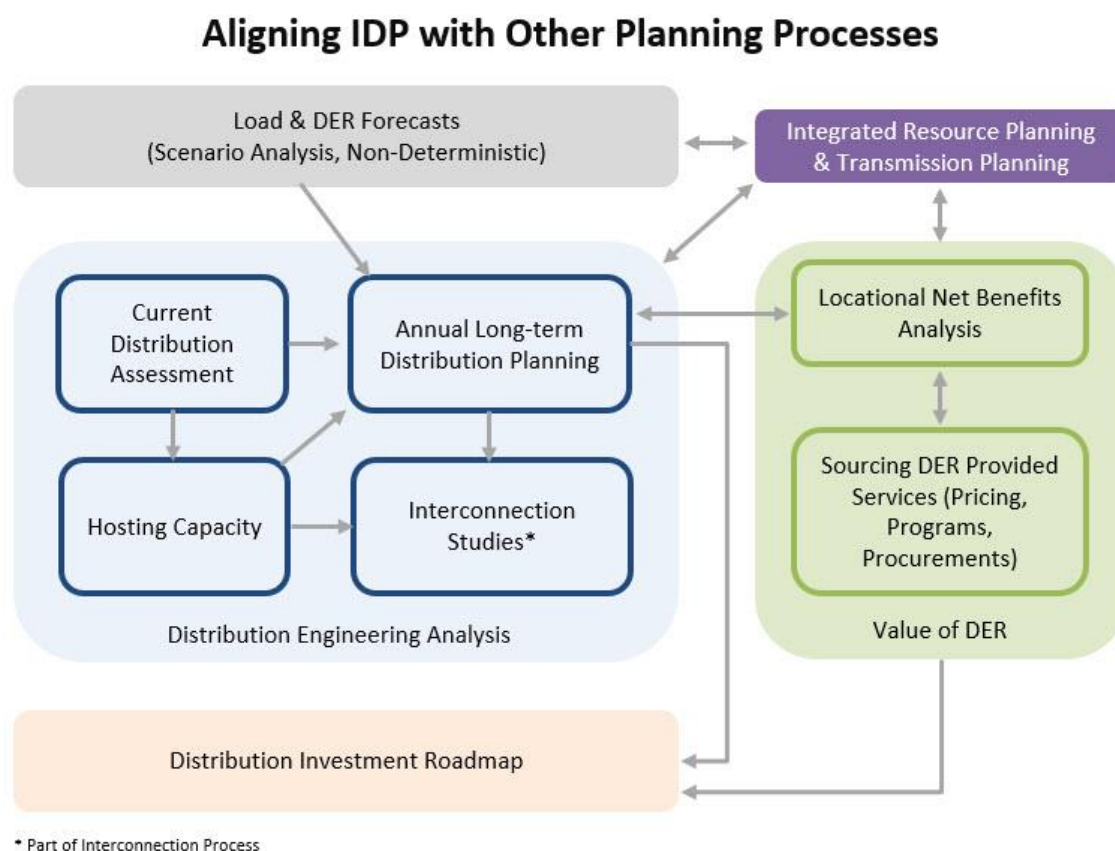 Aligning IDP with Other Planning Processes
Load & DER Forecasts
(Scenario Analysis, Non-Deterministic)
Integrated Resource Planning
& Transmission Planning
Current
Distribution
Assessment
Annual Long-term
Distribution Planning
Locational Net Benefits
Analysis
Hosting Capacity
Interconnection
Studies*
Sourcing DER Provided
Services (Pricing,
Programs,
Procurements)
Distribution Engineering Analysis
Value of DER
Distribution Investment Roadmap
* Part of Interconnection Process